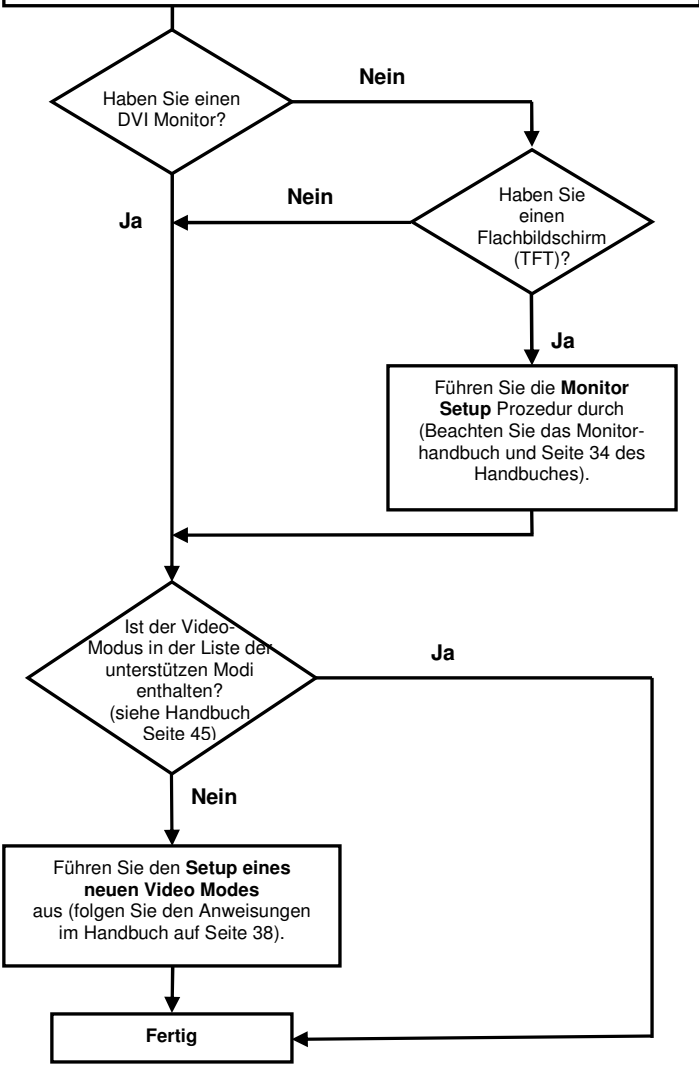 Nein
Haben Sie einen
DVI Monitor?
Nein
Haben Sie
einen
Flachbildschirm
(TFT)?
Ja
Ja
Führen Sie die Monitor
Setup Prozedur durch
(Beachten Sie das Monitor-
handbuch und Seite 34 des
Handbuches).
Ist der Video-
Modus in der Liste der
unterstützen Modi
enthalten?
(siehe Handbuch
Seite 45)
Ja
Nein
Führen Sie den Setup eines
neuen Video Modes
aus (folgen Sie den Anweisungen
im Handbuch auf Seite 38).
Fertig